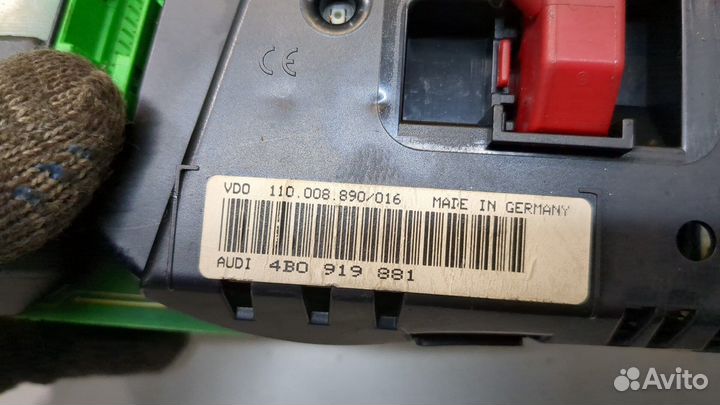 CE
VDO 110.008.890/016 MADE IN GERMANY
AUDI 4B0 919 881
Avito